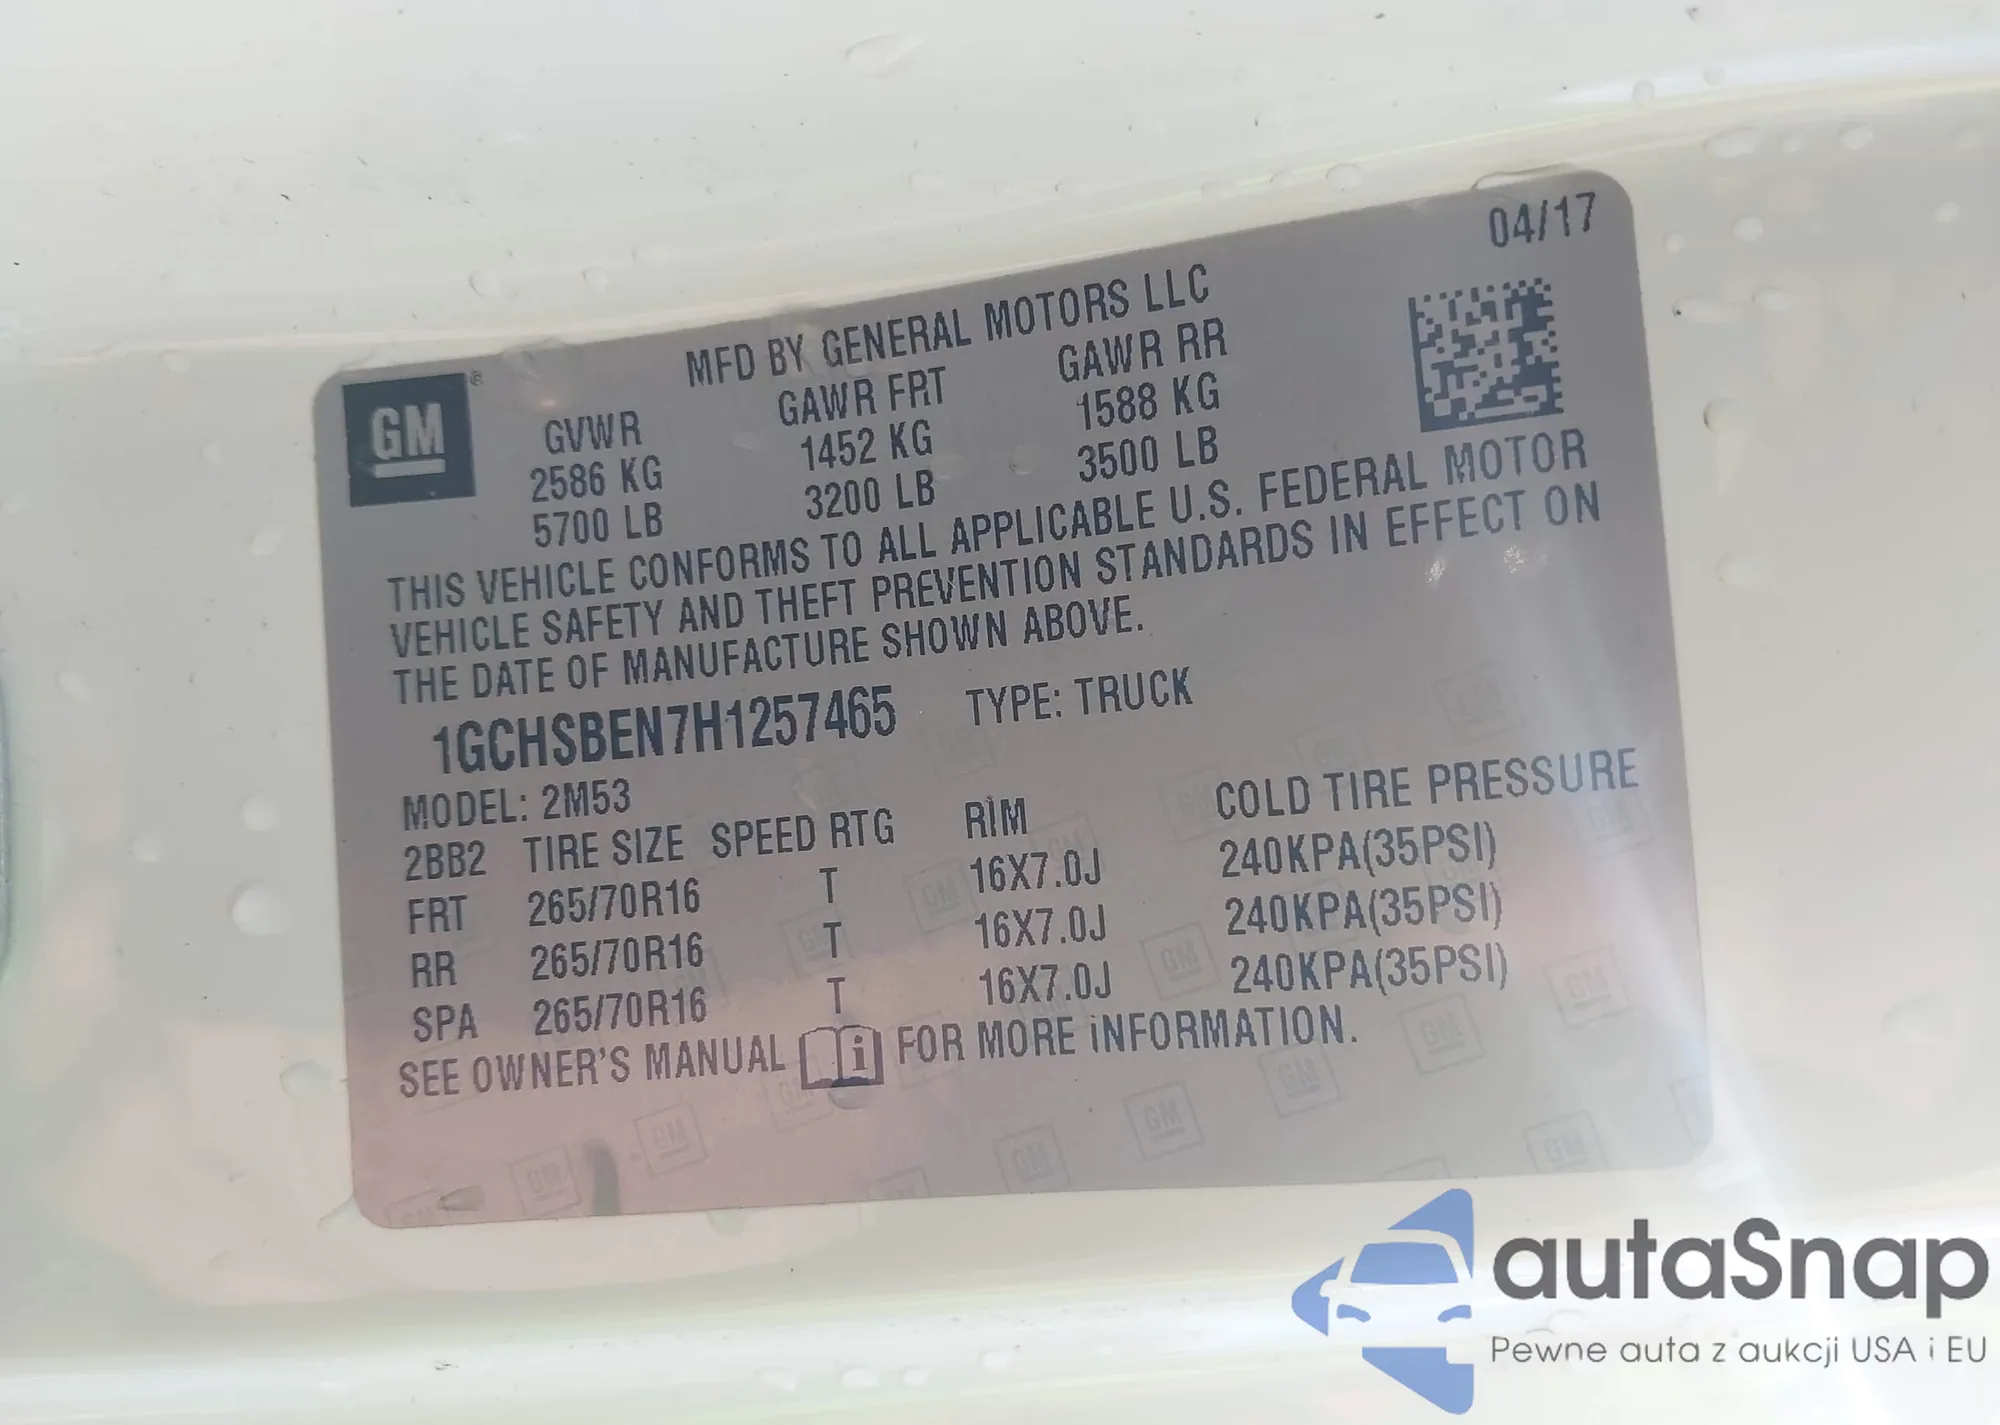 04/17
MFD BY GENERAL MOTORS LLC
GM®
GVWR GAWR FRT GAWR RR
2586 KG 1452 KG 1588 KG
5700 LB 3200 LB 3500 LB
THIS VEHICLE CONFORMS TO ALL APPLICABLE U.S. FEDERAL MOTOR
VEHICLE SAFETY AND THEFT PREVENTION STANDARDS IN EFFECT ON
THE DATE OF MANUFACTURE SHOWN ABOVE.
1GCHSBEN7H1257465 TYPE: TRUCK
MODEL: 2M53
2BB2 TIRE SIZE SPEED RTG RIM COLD TIRE PRESSURE
FRT 265/70R16 T 16X7.0J 240KPA(35PSI)
RR 265/70R16 T 16X7.0J 240KPA(35PSI)
SPA 265/70R16 T 16X7.0J 240KPA(35PSI)
SEE OWNER'S MANUAL i FOR MORE INFORMATION.
autaSnap
Pewne auta z aukcji USA i EU